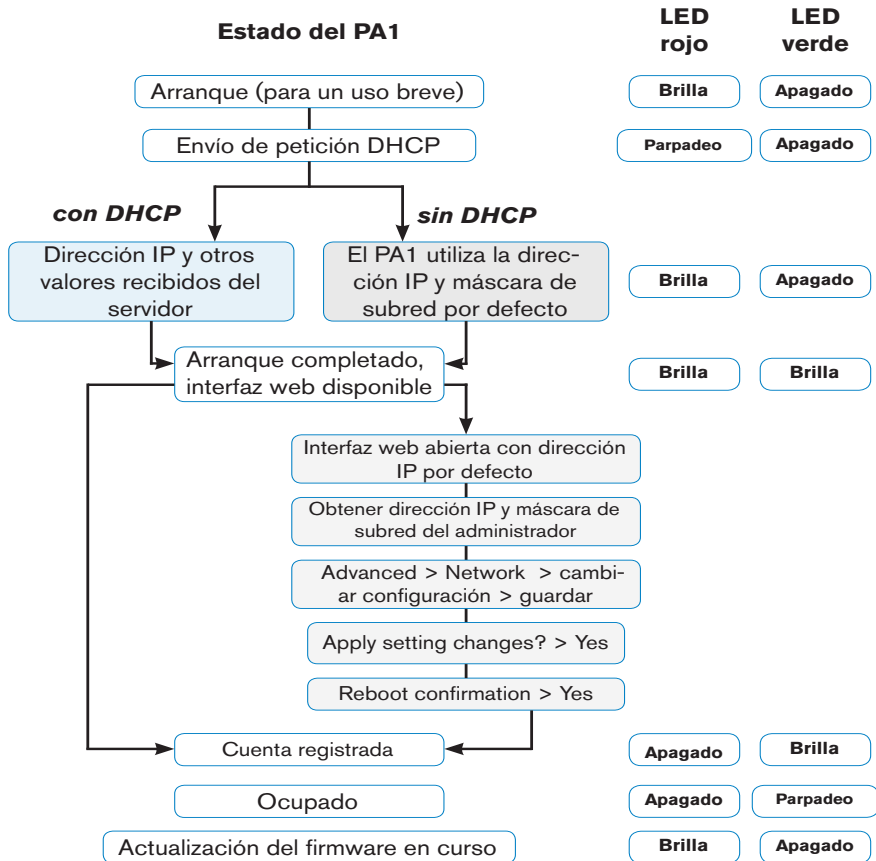 Estado del PA1
LED
rojo
LED
verde
Arranque (para un uso breve)
Brilla
Apagado
Envío de petición DHCP
Parpadeo
Apagado
con DHCP
sin DHCP
Dirección IP y otros
valores recibidos del
servidor
El PA1 utiliza la direc-
ción IP y máscara de
subred por defecto
Brilla
Apagado
Arranque completado,
interfaz web disponible
Brilla
Brilla
Interfaz web abierta con dirección
IP por defecto
Obtener dirección IP y máscara de
subred del administrador
Advanced > Network > cambi-
ar configuración > guardar
Apply setting changes? > Yes
Reboot confirmation > Yes
Cuenta registrada
Apagado
Brilla
Ocupado
Apagado
Parpadeo
Actualización del firmware en curso
Brilla
Apagado